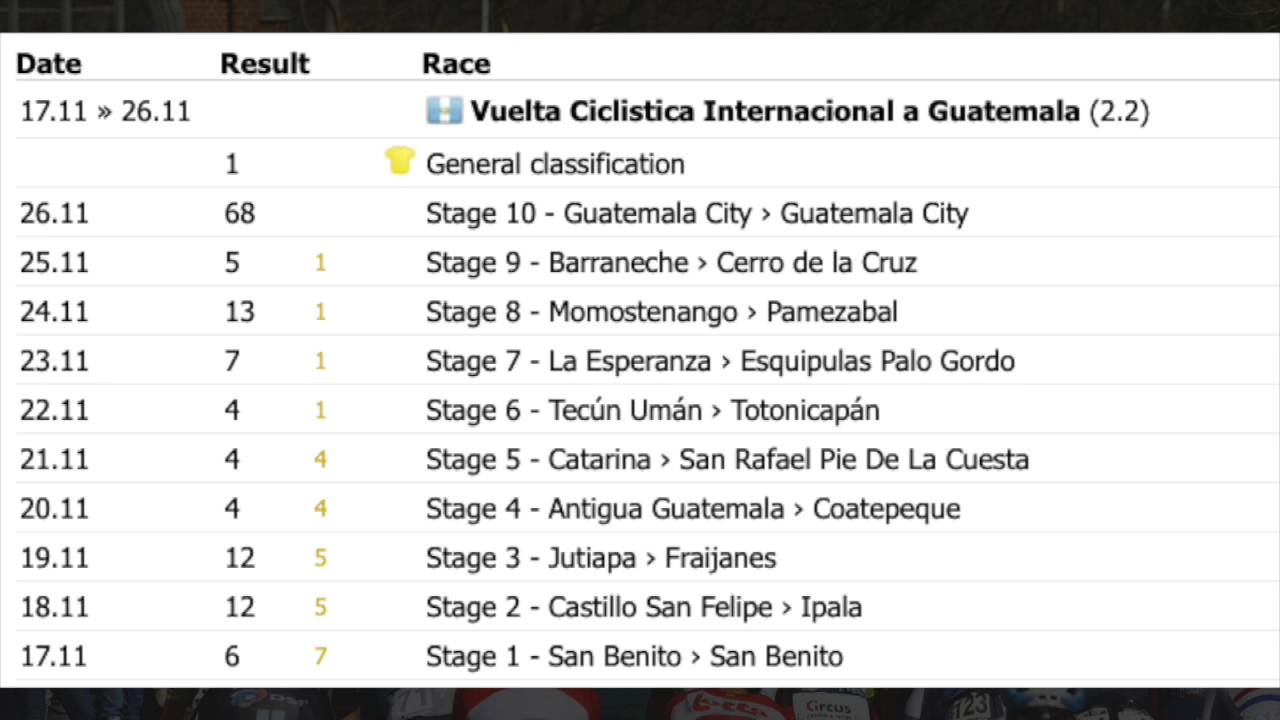 Date Result Race
17.11 » 26.11 Vuelta Ciclistica Internacional a Guatemala (2.2)
1 General classification
26.11 68 Stage 10 - Guatemala City › Guatemala City
25.11 5 1 Stage 9 - Barraneche › Cerro de la Cruz
24.11 13 1 Stage 8 - Momostenango › Pamezabal
23.11 7 1 Stage 7 - La Esperanza › Esquipulas Palo Gordo
22.11 4 1 Stage 6 - Tecún Umán › Totonicapán
21.11 4 4 Stage 5 - Catarina › San Rafael Pie De La Cuesta
20.11 4 4 Stage 4 - Antigua Guatemala › Coatepeque
19.11 12 5 Stage 3 - Jutiapa › Fraijanes
18.11 12 5 Stage 2 - Castillo San Felipe › Ipala
17.11 6 7 Stage 1 - San Benito › San Benito
Circus
123